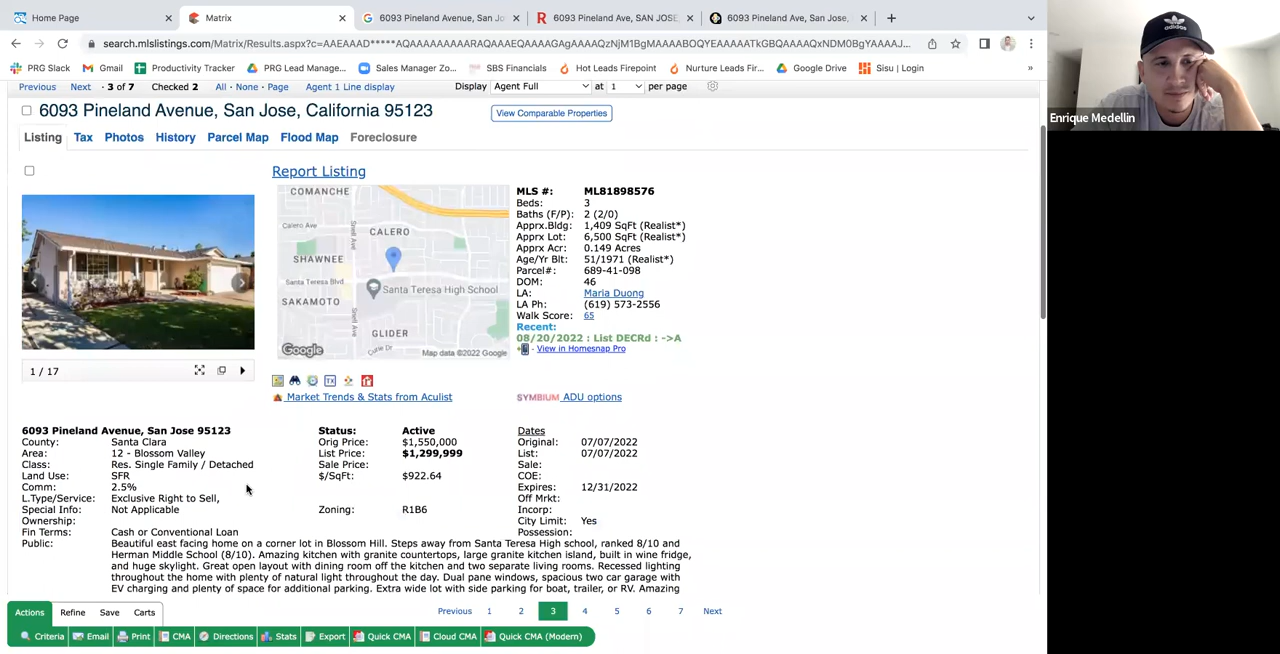 Home Page
Matrix
6093 Pineland Avenue, San Jo
6093 Pineland Ave, SAN JOSE,
6093 Pineland Ave, San Jose,
search.mlslistings.com/Matrix/Results.aspx?c=AAEAAAD*****AQAAAAAAAAARAQAAAEQAAAGAgAAAAQzNjM1BgMAAAABOQYEAAAAATkGBQAAAAQxNDM0BgYAAAAJ...
PRG Slack
Gmail
Productivity Tracker
PRG Lead Manage...
Sales Manager Zo...
SBS Financials
Hot Leads Firepoint
Nurture Leads Fir...
Google Drive
Sisu | Login
»
Previous Next · 3 of 7 Checked 2 All · None · Page Agent 1 Line display Display Agent Full at 1 per page
6093 Pineland Avenue, San Jose, California 95123
View Comparable Properties
Listing Tax Photos History Parcel Map Flood Map Foreclosure
Report Listing
COMANCHE
Calero Ave
Snell Ave
CALERO
SHAWNEE
Santa Teresa Blvd
Santa Teresa High School
SAKAMOTO
Snell Ave
GLIDER
Curie Dr
Google
Map data ©2022 Google
MLS #: ML81898576
Beds: 3
Baths (F/P): 2 (2/0)
Apprx.Bldg: 1,409 SqFt (Realist*)
Apprx Lot: 6,500 SqFt (Realist*)
Apprx Acr: 0.149 Acres
Age/Yr Blt: 51/1971 (Realist*)
Parcel#: 689-41-098
DOM: 46
LA: Maria Duong
LA Ph: (619) 573-2556
Walk Score: 65
Recent:
08/20/2022 : List DECRd : ->A
- View in Homesnap Pro
1 / 17
Market Trends & Stats from Aculist
SYMBIUM ADU options
6093 Pineland Avenue, San Jose 95123
County: Santa Clara
Area: 12 - Blossom Valley
Class: Res. Single Family / Detached
Land Use: SFR
Comm: 2.5%
L.Type/Service: Exclusive Right to Sell,
Special Info: Not Applicable
Ownership:
Fin Terms: Cash or Conventional Loan
Status: Active
Orig Price: $1,550,000
List Price: $1,299,999
Sale Price:
$/SqFt: $922.64
Zoning: R1B6
Dates
Original: 07/07/2022
List: 07/07/2022
Sale:
COE:
Expires: 12/31/2022
Off Mrkt:
Incorp:
City Limit: Yes
Possession:
Public: Beautiful east facing home on a corner lot in Blossom Hill. Steps away from Santa Teresa High school, ranked 8/10 and
Herman Middle School (8/10). Amazing kitchen with granite countertops, large granite kitchen island, built in wine fridge,
and huge skylight. Great open layout with dining room off the kitchen and two separate living rooms. Recessed lighting
throughout the home with plenty of natural light throughout the day. Dual pane windows, spacious two car garage with
EV charging and plenty of space for additional parking. Extra wide lot with side parking for boat, trailer, or RV. Amazing
Actions Refine Save Carts
Previous 1 2 3 4 5 6 7 Next
Criteria Email Print CMA Directions Stats Export Quick CMA Cloud CMA Quick CMA (Modern)
adidas
Enrique Medellin